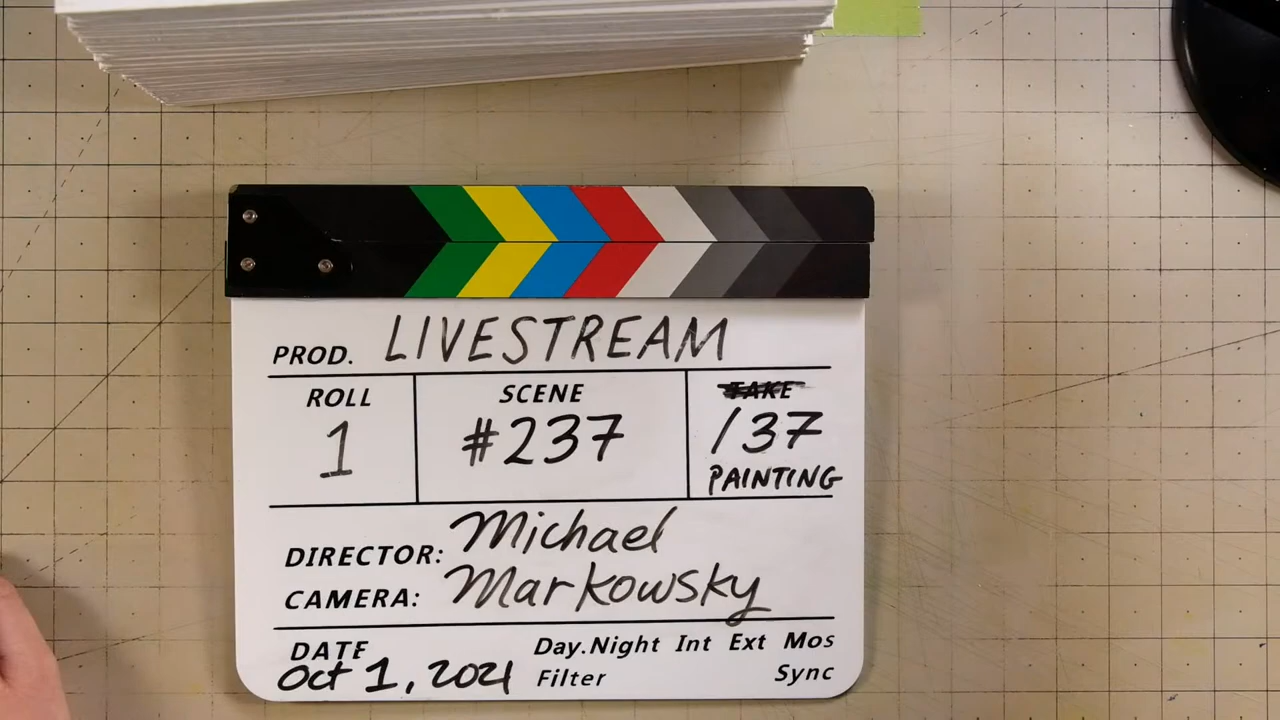 PROD. LIVESTREAM
ROLL SCENE TAKE
1 #237 137
PAINTING
DIRECTOR: Michael
CAMERA: Markowsky
DATE Day.Night Int Ext Mos
Oct 1, 2021 Filter Sync